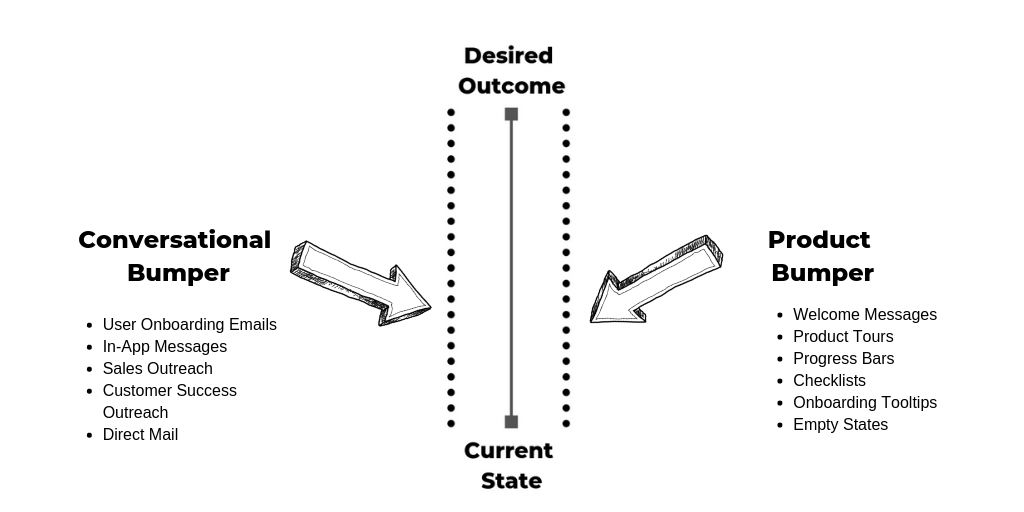 Desired
Outcome
Conversational
Bumper
• User Onboarding Emails
• In-App Messages
• Sales Outreach
• Customer Success
Outreach
• Direct Mail
Product
Bumper
• Welcome Messages
• Product Tours
• Progress Bars
• Checklists
• Onboarding Tooltips
• Empty States
Current
State